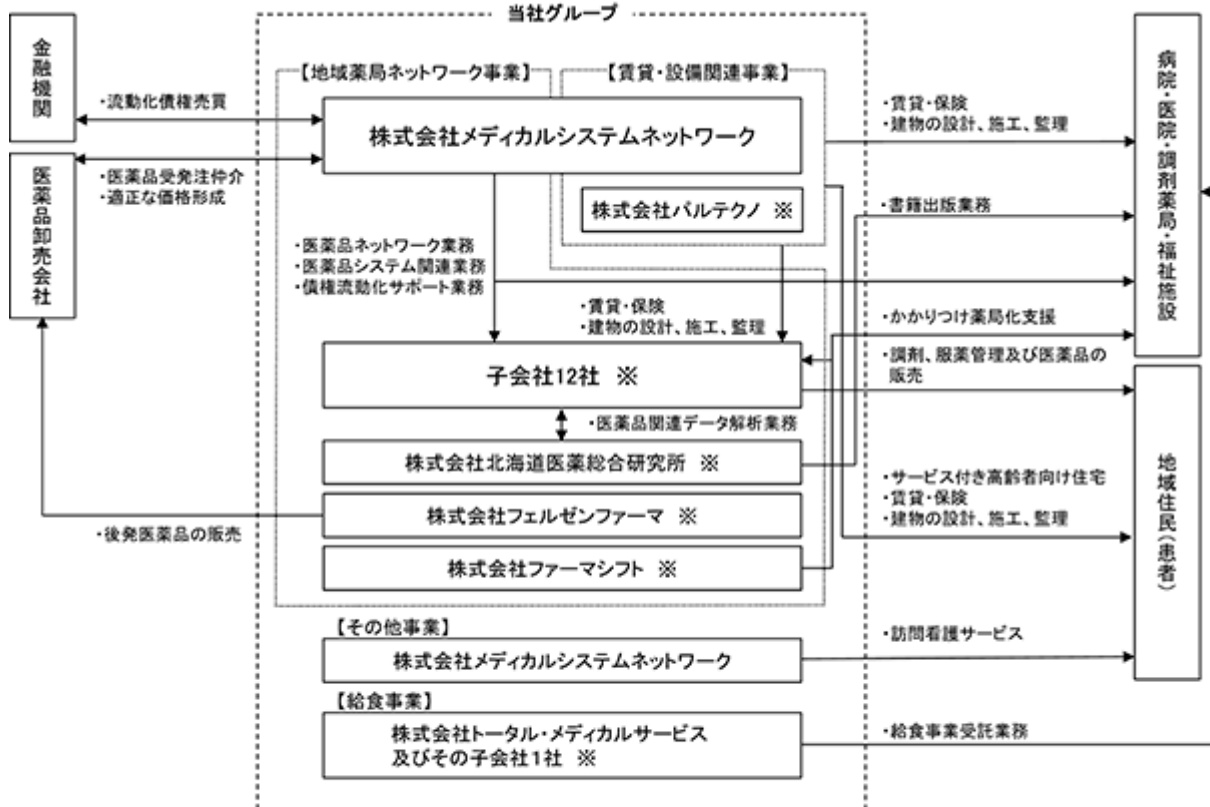 当社グループ
金融機関
・流動化債権売買
医薬品卸売会社
・医薬品受発注仲介
・適正な価格形成
・後発医薬品の販売
【地域薬局ネットワーク事業】
【賃貸・設備関連事業】
株式会社メディカルシステムネットワーク
株式会社パルテクノ ※
・医薬品ネットワーク業務
・医薬品システム関連業務
・債権流動化サポート業務
・賃貸・保険
・建物の設計、施工、監理
子会社12社 ※
・医薬品関連データ解析業務
株式会社北海道医薬総合研究所 ※
株式会社フェルゼンファーマ ※
株式会社ファーマシフト ※
【その他事業】
株式会社メディカルシステムネットワーク
【給食事業】
株式会社トータル・メディカルサービス
及びその子会社1社 ※
・賃貸・保険
・建物の設計、施工、監理
・書籍出版業務
・かかりつけ薬局化支援
・調剤、服薬管理及び医薬品の
販売
・サービス付き高齢者向け住宅
・賃貸・保険
・建物の設計、施工、監理
・訪問看護サービス
・給食事業受託業務
病院・医院・調剤薬局・福祉施設
地域住民（患者）